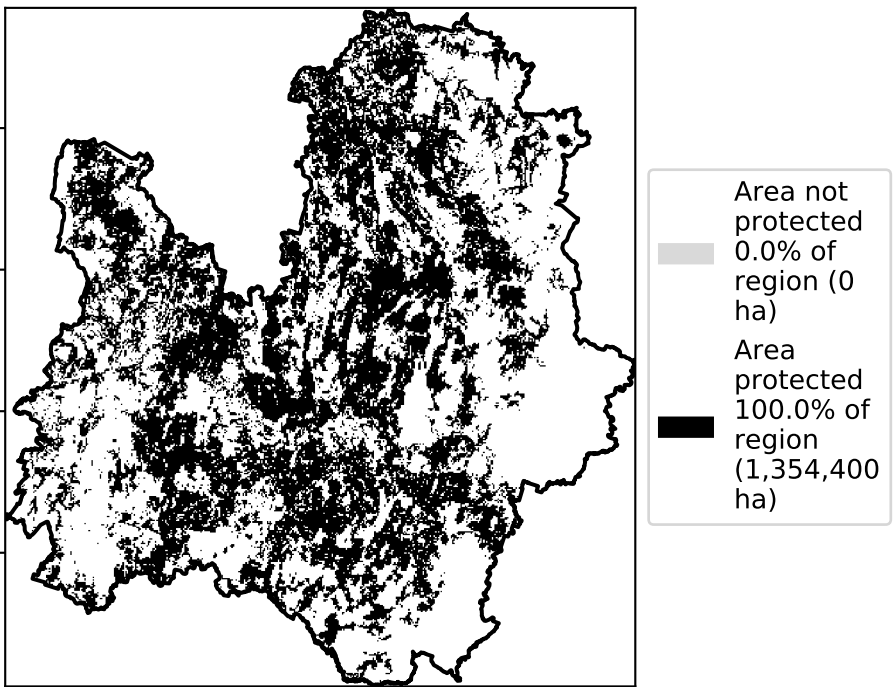 Area not
protected
0.0% of
region (0
ha)
Area
protected
100.0% of
region
(1,354,400
ha)